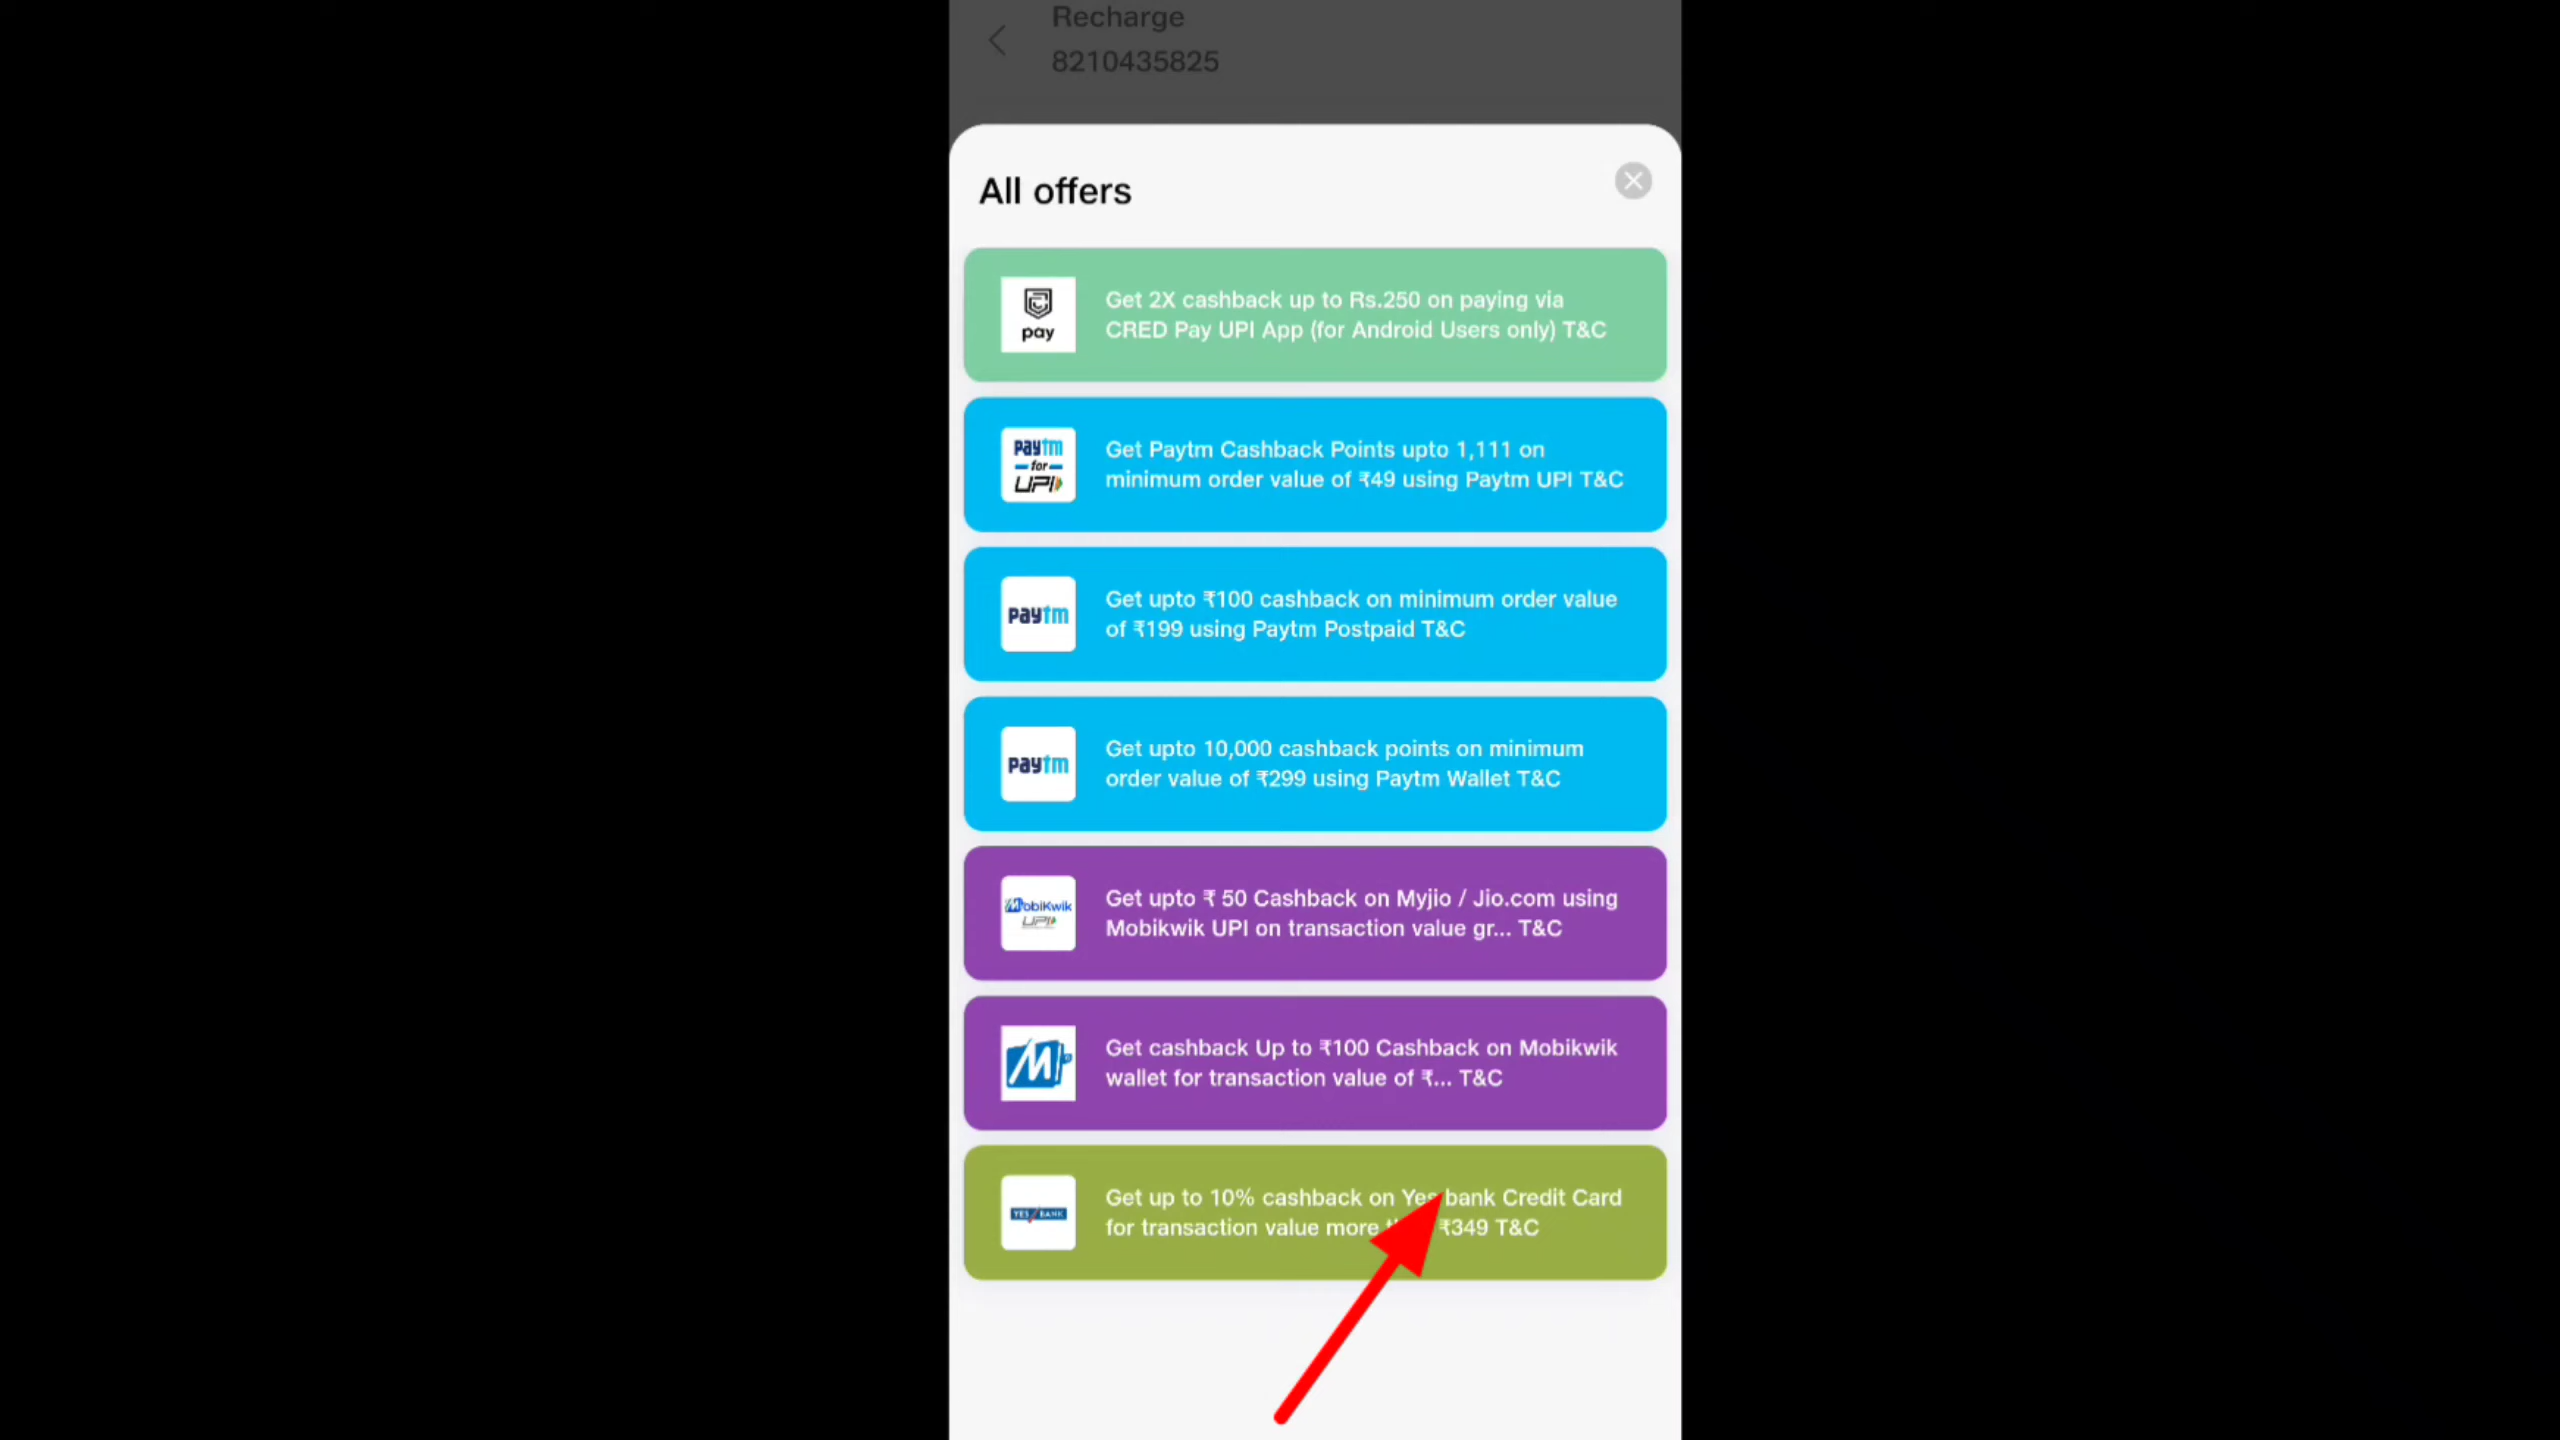 Recharge
8210435825
All offers
pay
Get 2X cashback up to Rs.250 on paying via
CRED Pay UPI App (for Android Users only) T&C
paytm
for
UPI
Get Paytm Cashback Points upto 1,111 on
minimum order value of ₹49 using Paytm UPI T&C
paytm
Get upto ₹100 cashback on minimum order value
of ₹199 using Paytm Postpaid T&C
paytm
Get upto 10,000 cashback points on minimum
order value of ₹299 using Paytm Wallet T&C
MobiKwik
UPI
Get upto ₹ 50 Cashback on Myjio / Jio.com using
Mobikwik UPI on transaction value gr... T&C
M
Get cashback Up to ₹100 Cashback on Mobikwik
wallet for transaction value of ₹... T&C
YES BANK
Get up to 10% cashback on Yes bank Credit Card
for transaction value more ₹349 T&C